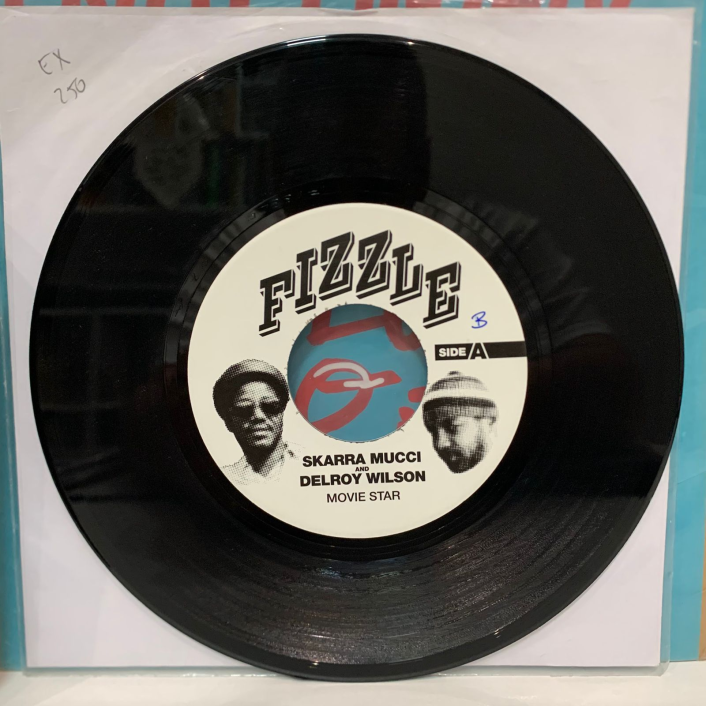 EX
250
FIZZLE
B
SIDE A
SKARRA MUCCI
AND
DELROY WILSON
MOVIE STAR